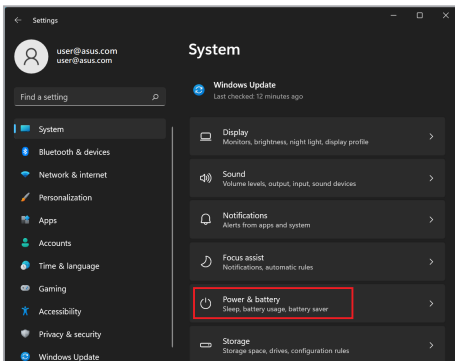 Settings
user@asus.com
user@asus.com
Find a setting
System
Bluetooth & devices
Network & internet
Personalization
Apps
Accounts
Time & language
Gaming
Accessibility
Privacy & security
Windows Update
System
Windows Update
Last checked: 12 minutes ago
Display
Monitors, brightness, night light, display profile
Sound
Volume levels, output, input, sound devices
Notifications
Alerts from apps and system
Focus assist
Notifications, automatic rules
Power & battery
Sleep, battery usage, battery saver
Storage
Storage space, drives, configuration rules